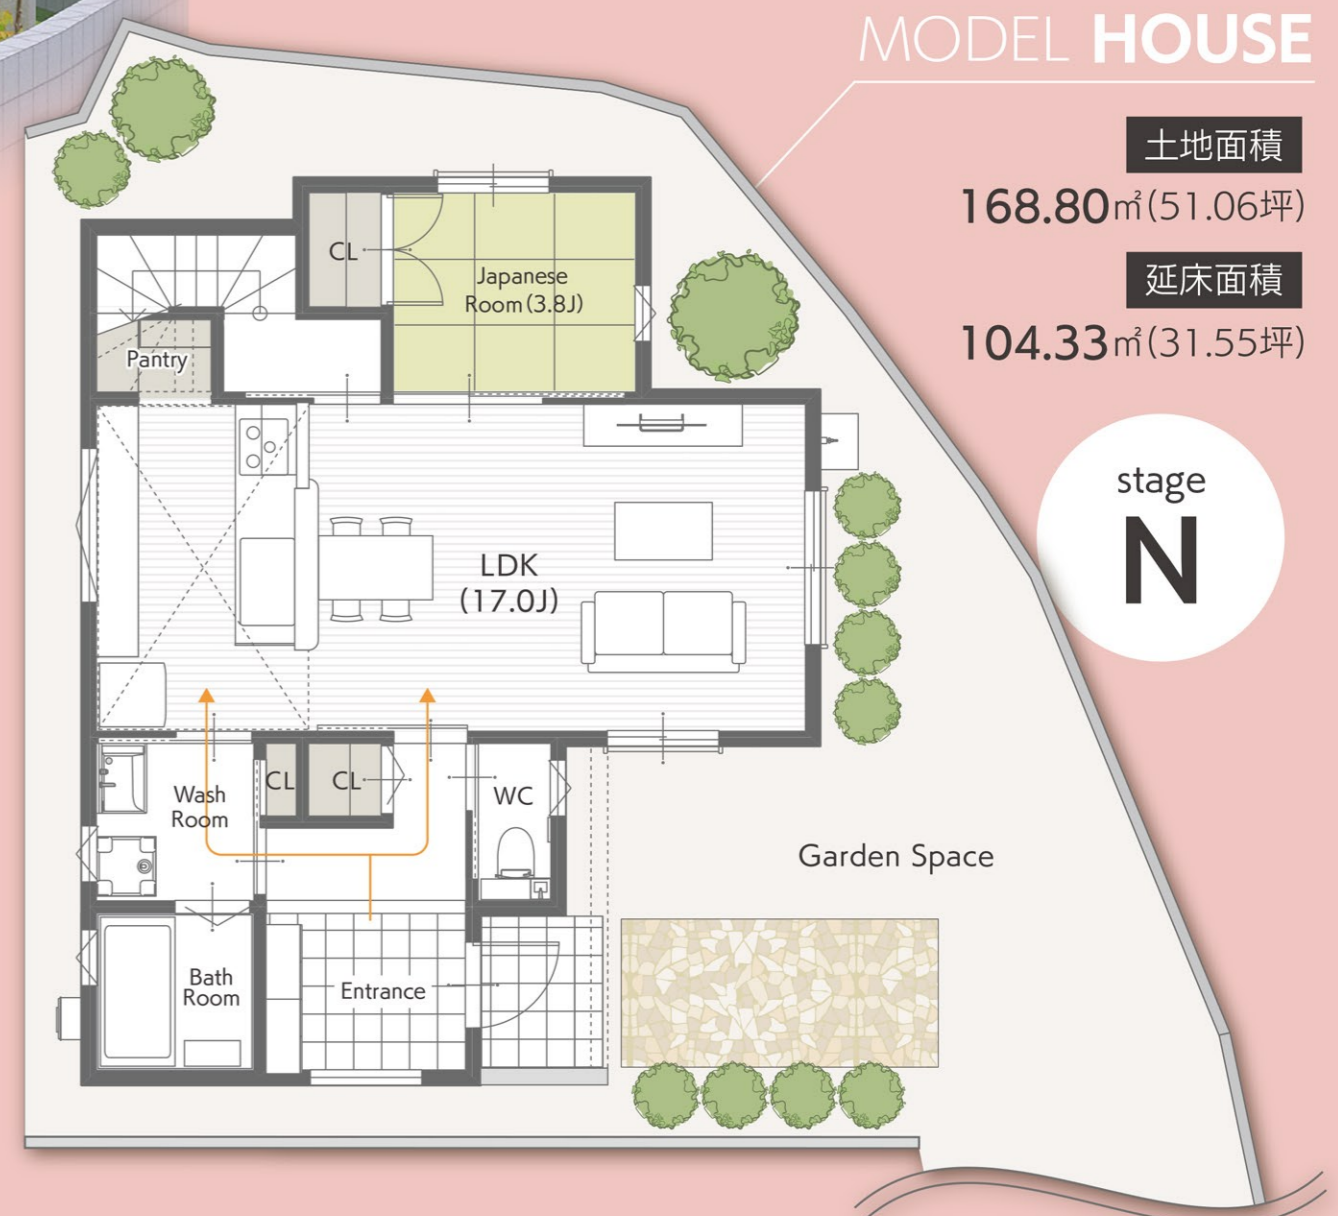 MODEL HOUSE
土地面積
168.80㎡(51.06坪)
延床面積
104.33㎡(31.55坪)
stage
N
CL
Japanese
Room(3.8J)
Pantry
LDK
(17.0J)
Wash
Room
CL
CL
WC
Garden Space
Bath
Room
Entrance